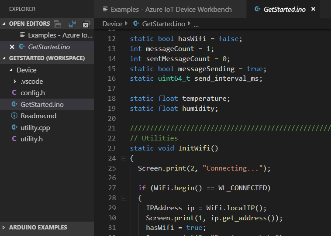 EXPLORER
OPEN EDITORS
Examples - Azure Io...
GetStarted.ino
GETSTARTED (WORKSPACE)
Device
.vscode
config.h
GetStarted.ino
Readme.md
utility.cpp
utility.h
ARDUINO EXAMPLES
Examples - Azure IoT Device Workbench
GetStarted.ino
Device › GetStarted.ino › ...
12 static bool hasWifi = false;
13 int messageCount = 1;
14 int sentMessageCount = 0;
15 static bool messageSending = true;
16 static uint64_t send_interval_ms;
17
18 static float temperature;
19 static float humidity;
20
21 //////////////////////////////////////////////////
22 // Utilities
23 static void InitWifi()
24 {
25 Screen.print(2, "Connecting...");
26
27 if (WiFi.begin() == WL_CONNECTED)
28 {
29 IPAddress ip = WiFi.localIP();
30 Screen.print(1, ip.get_address());
31 hasWifi = true;